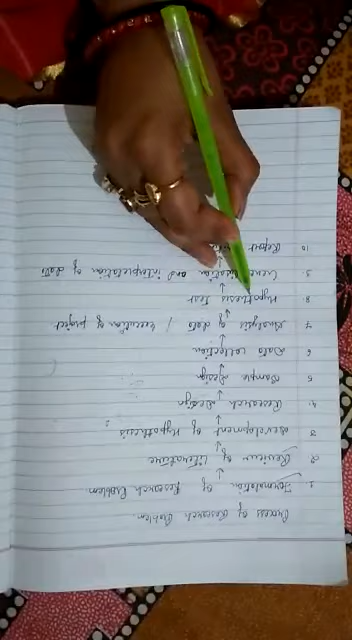 Process of Research Problem.
1. Formulation of Research Problem
2. Review of Literature
3. Development of Hypothesis
4. Research Design
5. Sample Design
6. Data collection
7. Analysis of data / execution of project
8. Hypothesis Test
9. and interpretation of data
10. Report